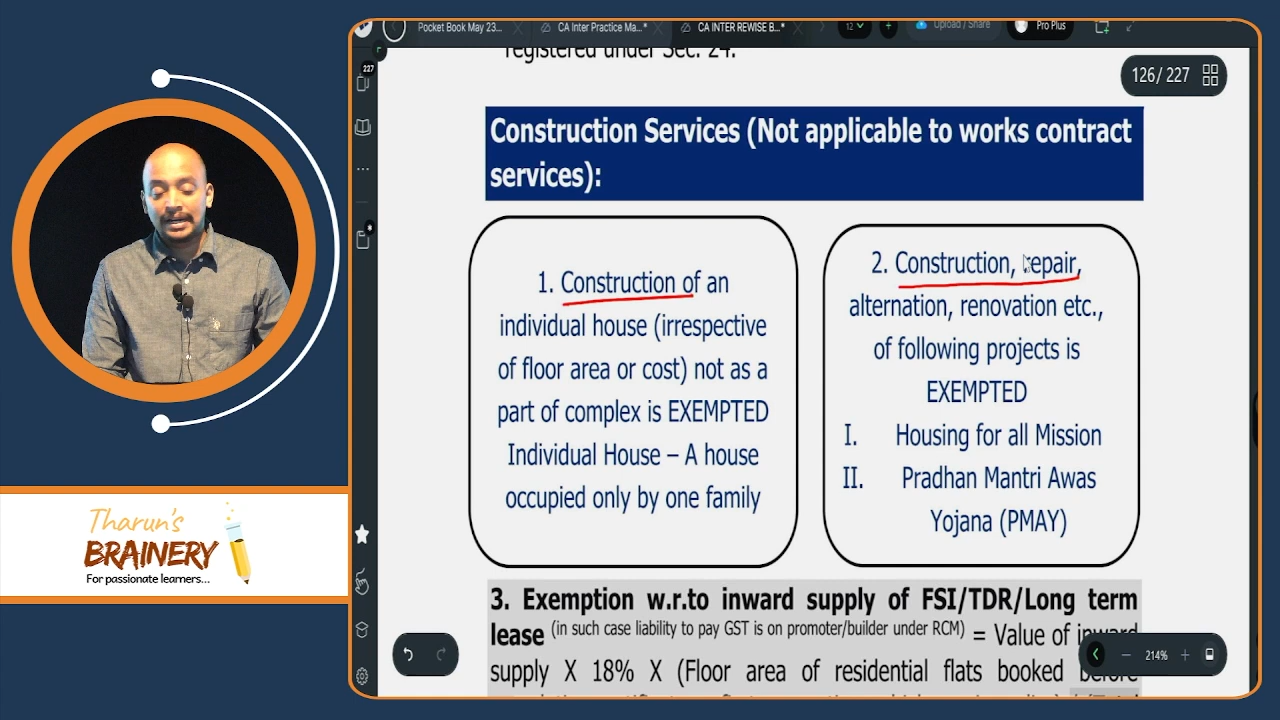 Pocket Book May 23...
CA Inter Practice Ma...*
CA INTER REWISE B...*
12
Upload / Share
Pro Plus
registered under Sec. 24.
227
126/ 227
Construction Services (Not applicable to works contract
services):
1. Construction of an
individual house (irrespective
of floor area or cost) not as a
part of complex is EXEMPTED
Individual House – A house
occupied only by one family
2. Construction, repair,
alternation, renovation etc.,
of following projects is
EXEMPTED
I. Housing for all Mission
II. Pradhan Mantri Awas
Yojana (PMAY)
3. Exemption w.r.to inward supply of FSI/TDR/Long term
lease (in such case liability to pay GST is on promoter/builder under RCM) = Value of inward
supply X 18% X (Floor area of residential flats booked before
214%
Tharun's
BRAINERY
For passionate learners...